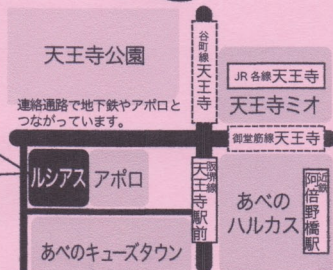 天王寺公園
谷町線天王寺
JR各線天王寺
天王寺ミオ
連絡通路で地下鉄やアポロと
つながっています。
御堂筋線天王寺
ルシアス
アポロ
阪堺線
天王寺駅前
あべの
ハルカス
近鉄
阿倍野橋駅
あべのキューズタウン